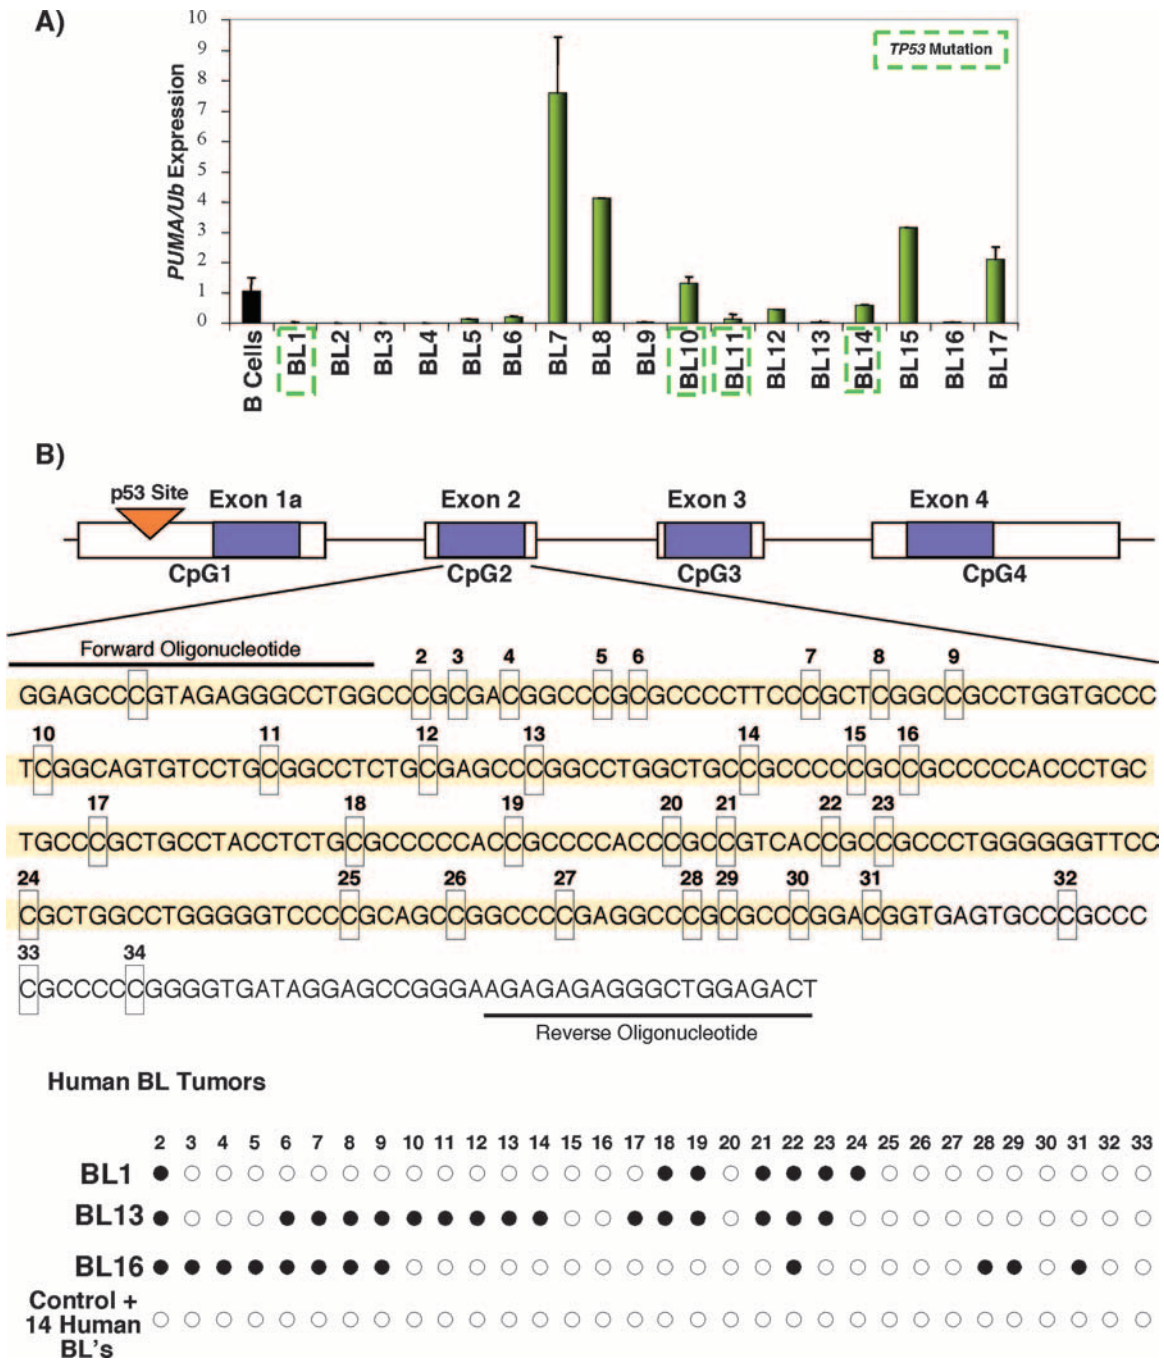 A)
10
9
8
7
6
5
4
3
2
1
0
PUMA/Ub Expression
TP53 Mutation
B Cells
BL1
BL2
BL3
BL4
BL5
BL6
BL7
BL8
BL9
BL10
BL11
BL12
BL13
BL14
BL15
BL16
BL17
B)
p53 Site
Exon 1a
Exon 2
Exon 3
Exon 4
CpG1
CpG2
CpG3
CpG4
Forward Oligonucleotide
2 3 4 5 6 7 8 9
GGAGCCCGTAGAGGGCCTGGCCCGCGACGGCCCGCGCCCCTTCCCGCTCGGCCGCCTGGTGCCC
10 11 12 13 14 15 16
TCGGCAGTGTCCTGCGGCCTCTGCGAGCCCGGCCTGGCTGCCGCCCCCGCCGCCCCCACCCTGC
17 18 19 20 21 22 23
TGCCCGCTGCCTACCTCTGCGCCCCCACCGCCCCACCCGCCGTCACCGCCGCCCTGGGGGGTTCC
24 25 26 27 28 29 30 31 32
CGCTGGCCTGGGGGTCCCCGCAGCCGGCCCCGAGGCCCGCGCCCGGACGGTGAGTGCCCGCCC
33 34
CGCCCCCGGGGTGATAGGAGCCGGGAAGAGAGAGGGCTGGAGACT
Reverse Oligonucleotide
Human BL Tumors
2 3 4 5 6 7 8 9 10 11 12 13 14 15 16 17 18 19 20 21 22 23 24 25 26 27 28 29 30 31 32 33
BL1
BL13
BL16
Control +
14 Human
BL's